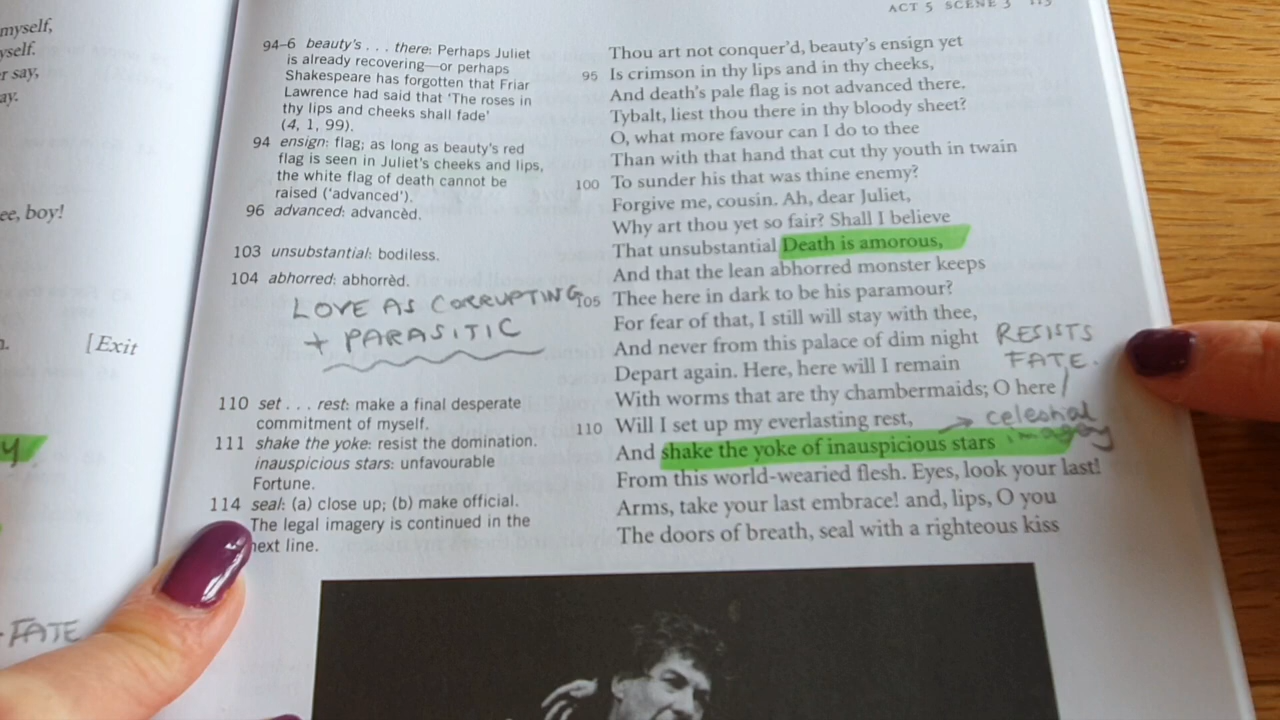 myself,
yself.
r say,
ay.
ee, boy!
[Exit
y.
FATE
ACT 5 SCENE 3 113
94–6 beauty's . . . there: Perhaps Juliet
is already recovering—or perhaps
Shakespeare has forgotten that Friar
Lawrence had said that 'The roses in
thy lips and cheeks shall fade'
(4, 1, 99).
94 ensign: flag; as long as beauty's red
flag is seen in Juliet's cheeks and lips,
the white flag of death cannot be
raised ('advanced').
96 advanced: advancèd.
103 unsubstantial: bodiless.
104 abhorred: abhorrèd.
LOVE AS CORRUPTING
+ PARASITIC
110 set . . . rest: make a final desperate
commitment of myself.
111 shake the yoke: resist the domination.
inauspicious stars: unfavourable
Fortune.
114 seal: (a) close up; (b) make official.
The legal imagery is continued in the
next line.
Thou art not conquer'd, beauty's ensign yet
95 Is crimson in thy lips and in thy cheeks,
And death's pale flag is not advanced there.
Tybalt, liest thou there in thy bloody sheet?
O, what more favour can I do to thee
Than with that hand that cut thy youth in twain
100 To sunder his that was thine enemy?
Forgive me, cousin. Ah, dear Juliet,
Why art thou yet so fair? Shall I believe
That unsubstantial Death is amorous,
And that the lean abhorred monster keeps
105 Thee here in dark to be his paramour?
For fear of that, I still will stay with thee,
And never from this palace of dim night
Depart again. Here, here will I remain
With worms that are thy chambermaids; O here
110 Will I set up my everlasting rest,
And shake the yoke of inauspicious stars
From this world-wearied flesh. Eyes, look your last!
Arms, take your last embrace! and, lips, O you
The doors of breath, seal with a righteous kiss
RESISTS
FATE.
→ celestial
imagery